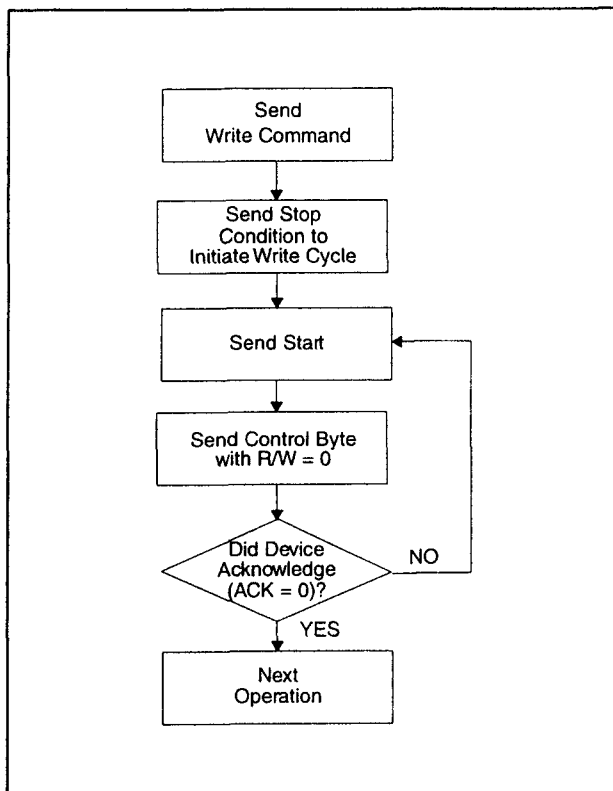 Send
Write Command
Send Stop
Condition to
Initiate Write Cycle
Send Start
Send Control Byte
with R/W = 0
Did Device
Acknowledge
(ACK = 0)?
NO
YES
Next
Operation